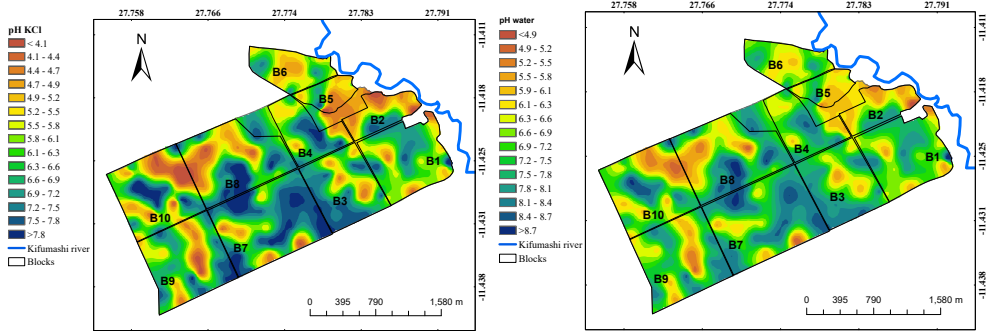 27.758 27.766 27.774 27.783 27.791
pH KCl
< 4.1
4.1 - 4.4
4.4 - 4.7
4.7 - 4.9
4.9 - 5.2
5.2 - 5.5
5.5 - 5.8
5.8 - 6.1
6.1 - 6.3
6.3 - 6.6
6.6 - 6.9
6.9 - 7.2
7.2 - 7.5
7.5 - 7.8
>7.8
Kifumashi river
Blocks
N
B6
B5
B2
B4
B1
B8
B3
B10
B7
B9
-11.411
-11.418
-11.425
-11.431
-11.438
0 395 790 1,580 m
27.758 27.766 27.774 27.783 27.791
pH water
<4.9
4.9 - 5.2
5.2 - 5.5
5.5 - 5.8
5.9 - 6.1
6.1 - 6.3
6.3 - 6.6
6.6 - 6.9
6.9 - 7.2
7.2 - 7.5
7.5 - 7.8
7.8 - 8.1
8.1 - 8.4
8.4 - 8.7
>8.7
Kifumashi river
Blocks
N
B6
B5
B2
B4
B1
B8
B3
B10
B7
B9
-11.411
-11.418
-11.425
-11.431
-11.438
0 395 790 1,580 m